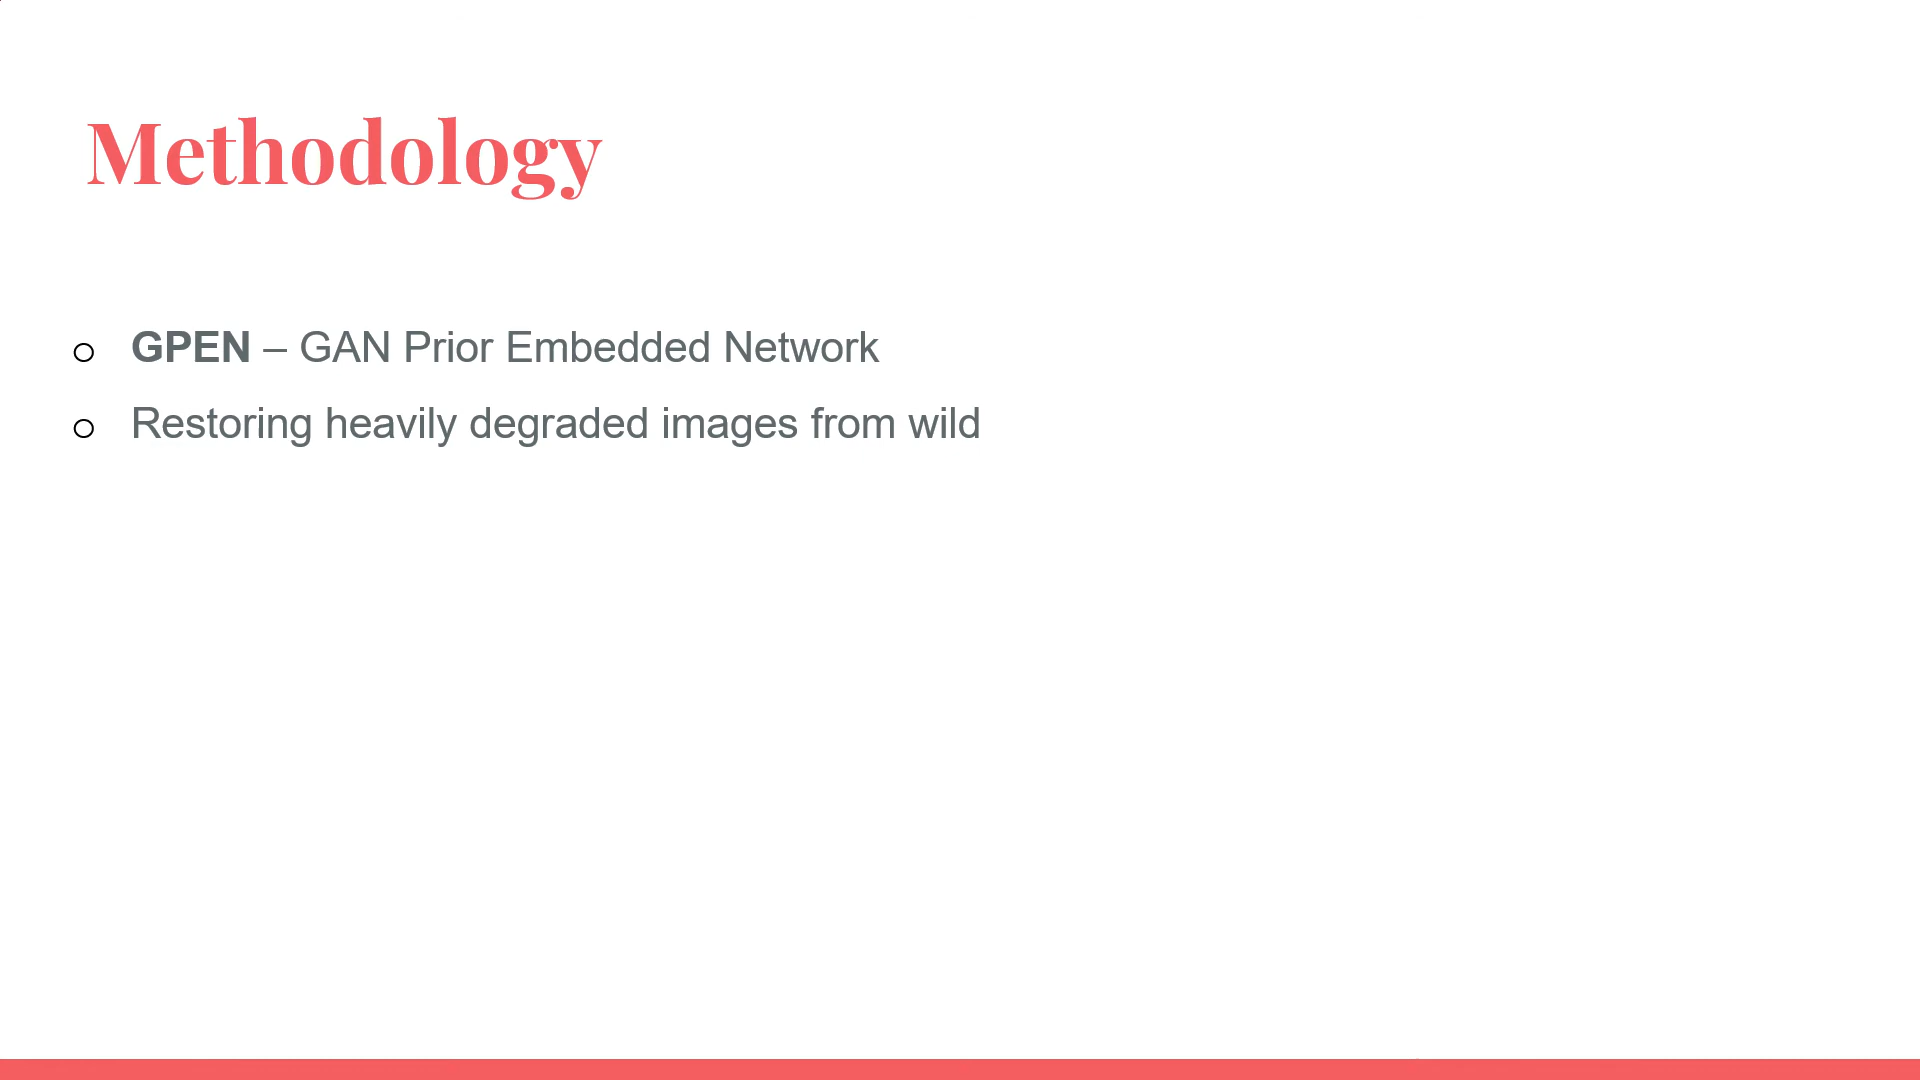 Methodology
GPEN – GAN Prior Embedded Network
Restoring heavily degraded images from wild